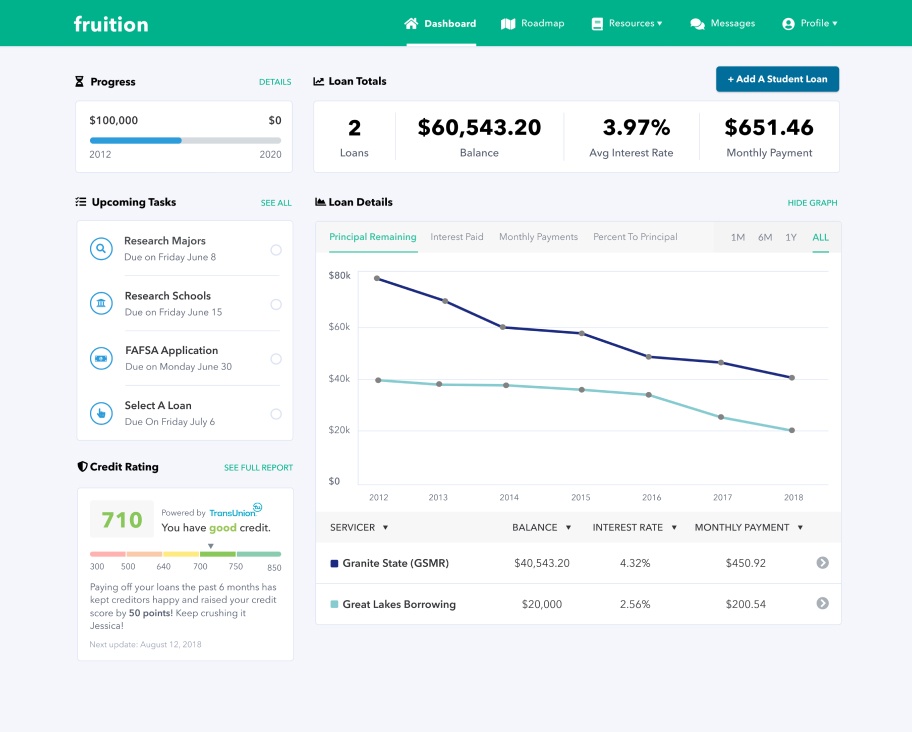 fruition
Dashboard
Roadmap
Resources ▾
Messages
Profile ▾
Progress
DETAILS
$100,000
$0
2012
2020
Loan Totals
+ Add A Student Loan
2
Loans
$60,543.20
Balance
3.97%
Avg Interest Rate
$651.46
Monthly Payment
Upcoming Tasks
SEE ALL
Research Majors
Due on Friday June 8
Research Schools
Due on Friday June 15
FAFSA Application
Due on Monday June 30
Select A Loan
Due On Friday July 6
Credit Rating
SEE FULL REPORT
710
Powered by TransUnion
tu
You have good credit.
300 500 640 700 750 850
Paying off your loans the past 6 months has
kept creditors happy and raised your credit
score by 50 points! Keep crushing it
Jessica!
Next update: August 12, 2018
Loan Details
HIDE GRAPH
Principal Remaining
Interest Paid
Monthly Payments
Percent To Principal
1M
6M
1Y
ALL
$80k
$60k
$40k
$20k
$0
2012 2013 2014 2015 2016 2017 2018
SERVICER ▼ BALANCE ▼ INTEREST RATE ▼ MONTHLY PAYMENT ▼
Granite State (GSMR) $40,543.20 4.32% $450.92
Great Lakes Borrowing $20,000 2.56% $200.54